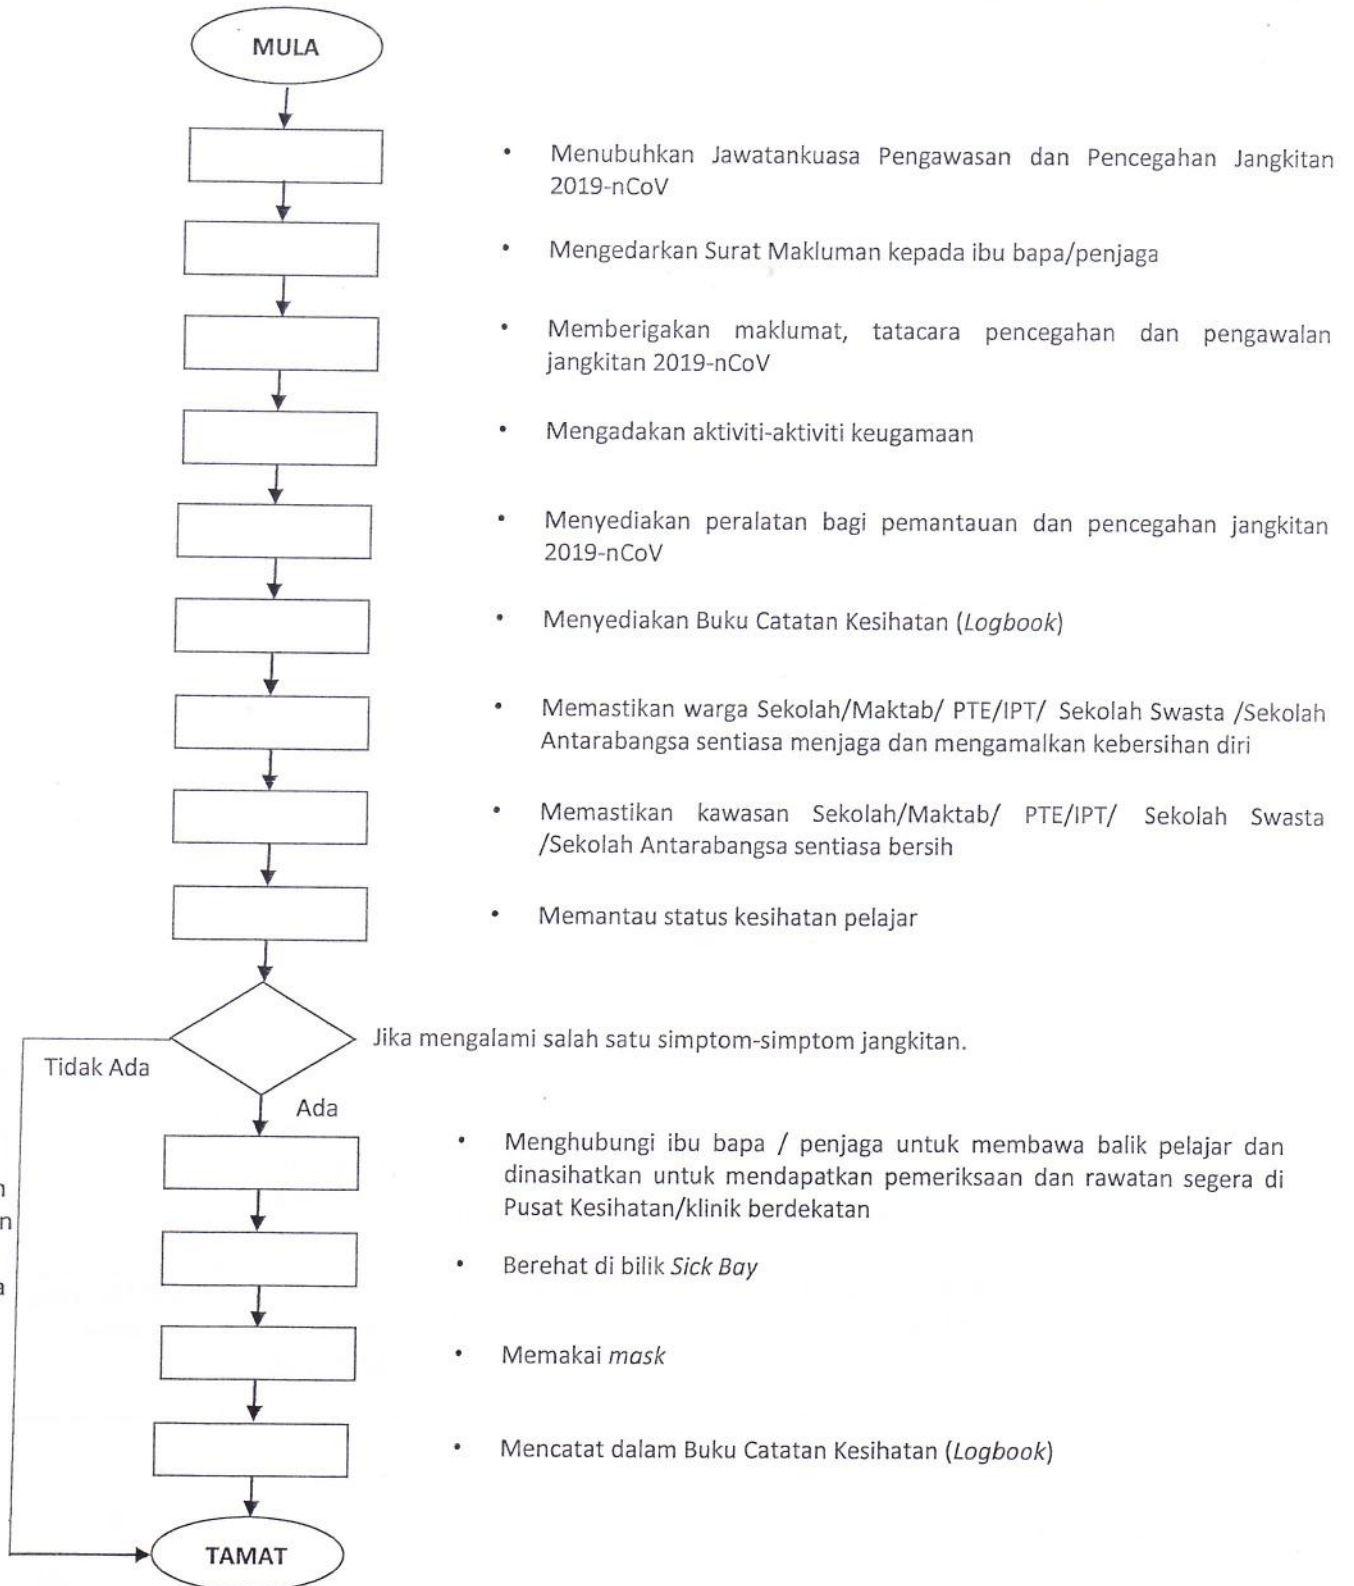 MULA
• Menubuhkan Jawatankuasa Pengawasan dan Pencegahan Jangkitan
2019-nCoV
• Mengedarkan Surat Makluman kepada ibu bapa/penjaga
• Memberigakan maklumat, tatacara pencegahan dan pengawalan
jangkitan 2019-nCoV
• Mengadakan aktiviti-aktiviti keugamaan
• Menyediakan peralatan bagi pemantauan dan pencegahan jangkitan
2019-nCoV
• Menyediakan Buku Catatan Kesihatan (Logbook)
• Memastikan warga Sekolah/Maktab/ PTE/IPT/ Sekolah Swasta /Sekolah
Antarabangsa sentiasa menjaga dan mengamalkan kebersihan diri
• Memastikan kawasan Sekolah/Maktab/ PTE/IPT/ Sekolah Swasta
/Sekolah Antarabangsa sentiasa bersih
• Memantau status kesihatan pelajar
Jika mengalami salah satu simptom-simptom jangkitan.
Tidak Ada
Ada
• Menghubungi ibu bapa / penjaga untuk membawa balik pelajar dan
dinasihatkan untuk mendapatkan pemeriksaan dan rawatan segera di
Pusat Kesihatan/klinik berdekatan
• Berehat di bilik Sick Bay
• Memakai mask
• Mencatat dalam Buku Catatan Kesihatan (Logbook)
TAMAT